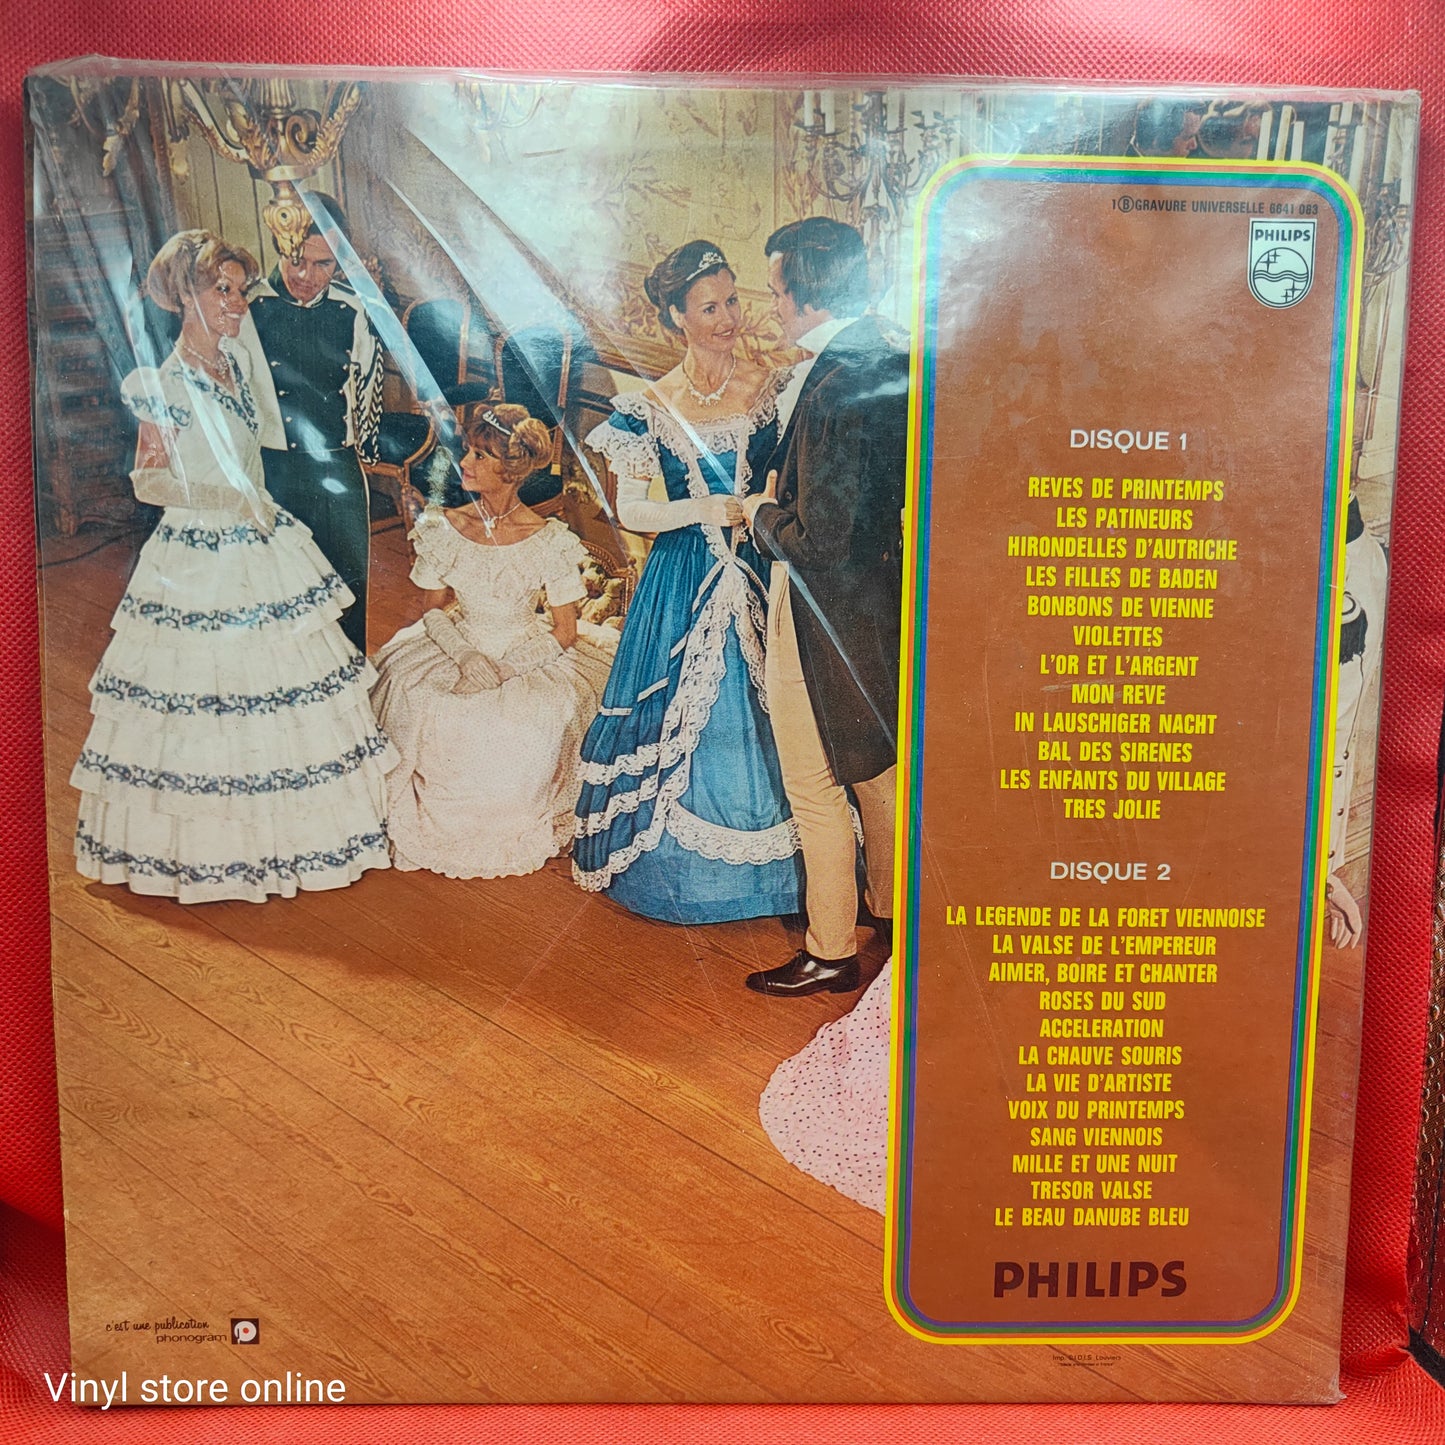 1 Ⓑ GRAVURE UNIVERSELLE 6641 083
PHILIPS
DISQUE 1
REVES DE PRINTEMPS
LES PATINEURS
HIRONDELLES D'AUTRICHE
LES FILLES DE BADEN
BONBONS DE VIENNE
VIOLETTES
L'OR ET L'ARGENT
MON REVE
IN LAUSCHIGER NACHT
BAL DES SIRENES
LES ENFANTS DU VILLAGE
TRES JOLIE
DISQUE 2
LA LEGENDE DE LA FORET VIENNOISE
LA VALSE DE L'EMPEREUR
AIMER, BOIRE ET CHANTER
ROSES DU SUD
ACCELERATION
LA CHAUVE SOURIS
LA VIE D'ARTISTE
VOIX DU PRINTEMPS
SANG VIENNOIS
MILLE ET UNE NUIT
TRESOR VALSE
LE BEAU DANUBE BLEU
PHILIPS
c'est une publication
phonogram
Imp. C.I.D.I.S. Louviers
Vinyl store online